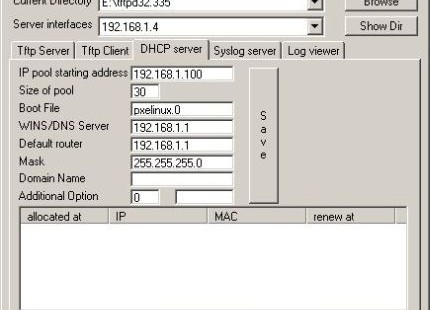 Current Directory E:\tftpd32.335 Browse
Server interfaces 192.168.1.4 Show Dir
Tftp Server Tftp Client DHCP server Syslog server Log viewer
IP pool starting address 192.168.1.100
Size of pool 30
Boot File pxelinux.0
WINS/DNS Server 192.168.1.1
Default router 192.168.1.1
Mask 255.255.255.0
Domain Name
Additional Option 0
Save
allocated at IP MAC renew at